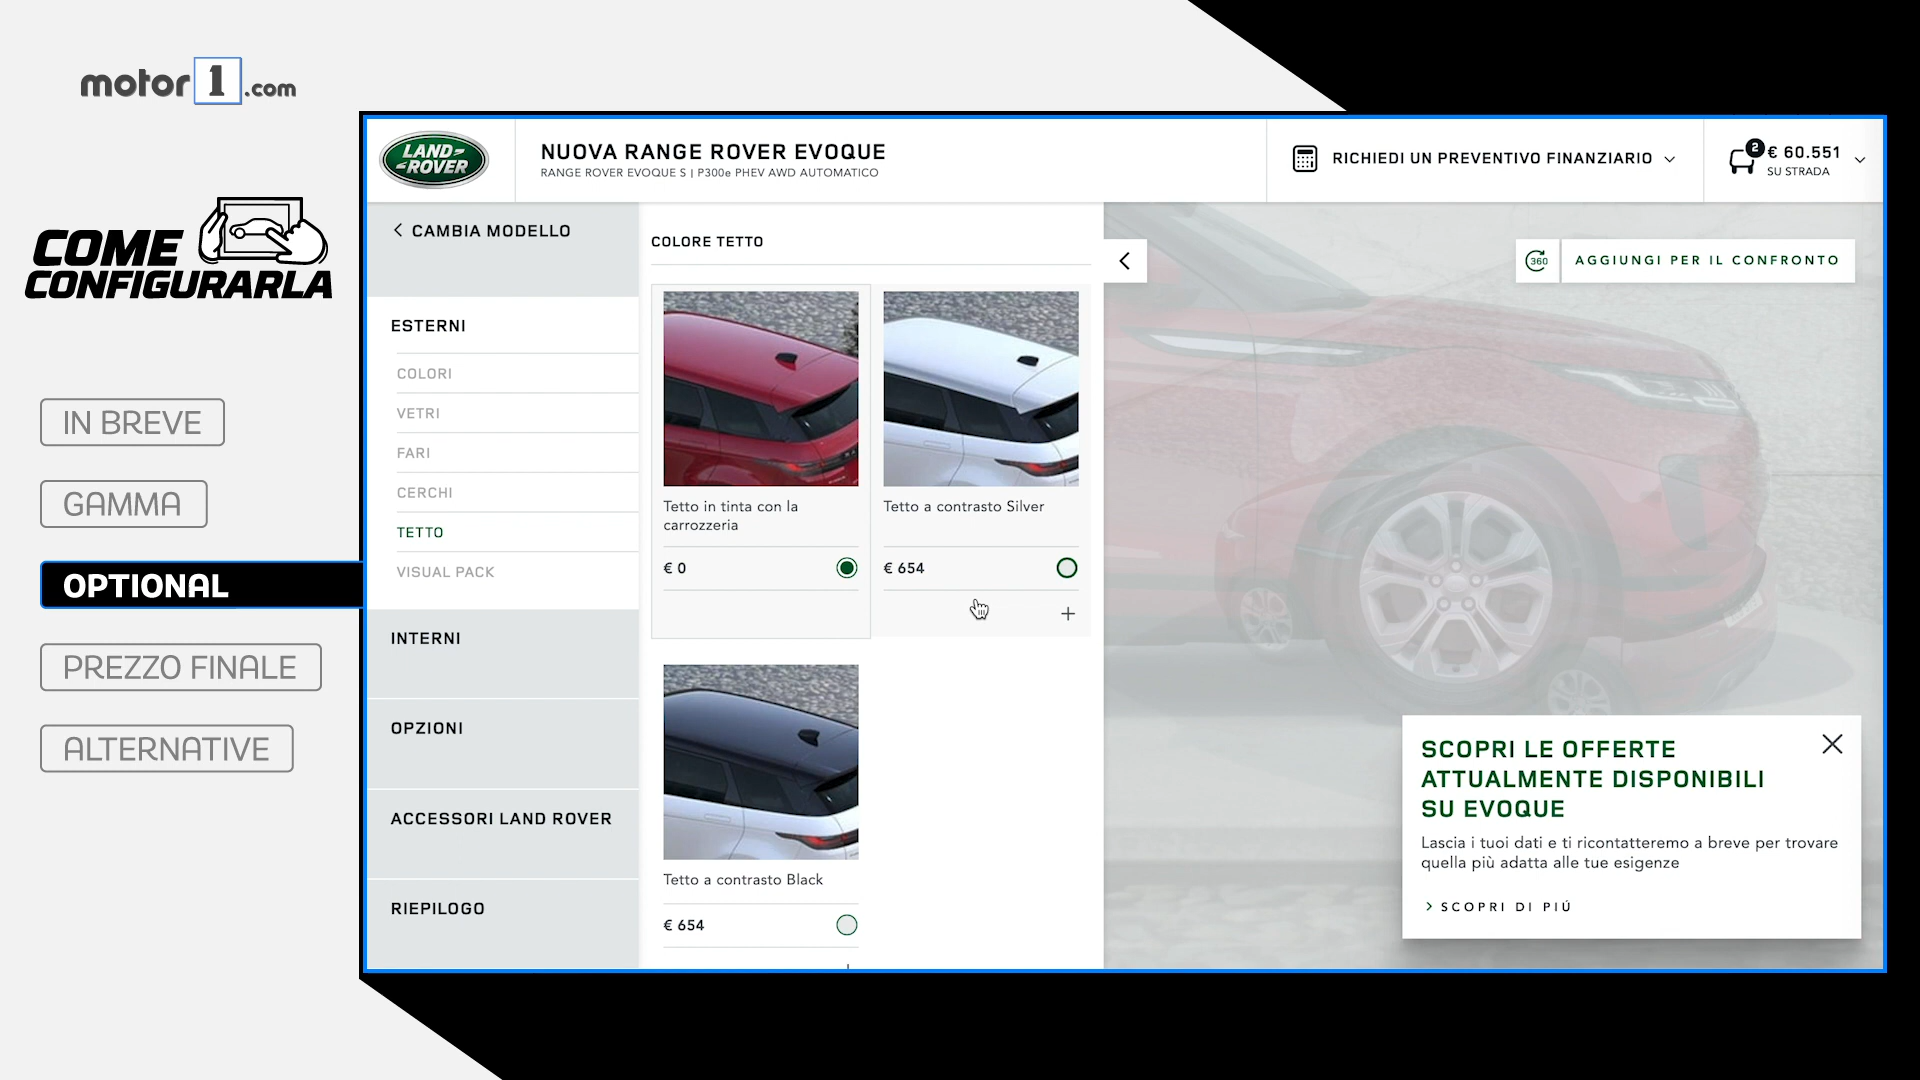 motor1.com
COME
CONFIGURARLA
IN BREVE
GAMMA
OPTIONAL
PREZZO FINALE
ALTERNATIVE
LAND-
-ROVER
NUOVA RANGE ROVER EVOQUE
RANGE ROVER EVOQUE S | P300e PHEV AWD AUTOMATICO
RICHIEDI UN PREVENTIVO FINANZIARIO
2
€ 60.551
SU STRADA
CAMBIA MODELLO
ESTERNI
COLORI
VETRI
FARI
CERCHI
TETTO
VISUAL PACK
INTERNI
OPZIONI
ACCESSORI LAND ROVER
RIEPILOGO
COLORE TETTO
Tetto in tinta con la
carrozzeria
€ 0
Tetto a contrasto Silver
€ 654
+
Tetto a contrasto Black
€ 654
360
AGGIUNGI PER IL CONFRONTO
SCOPRI LE OFFERTE
ATTUALMENTE DISPONIBILI
SU EVOQUE
Lascia i tuoi dati e ti ricontatteremo a breve per trovare
quella più adatta alle tue esigenze
SCOPRI DI PIÚ